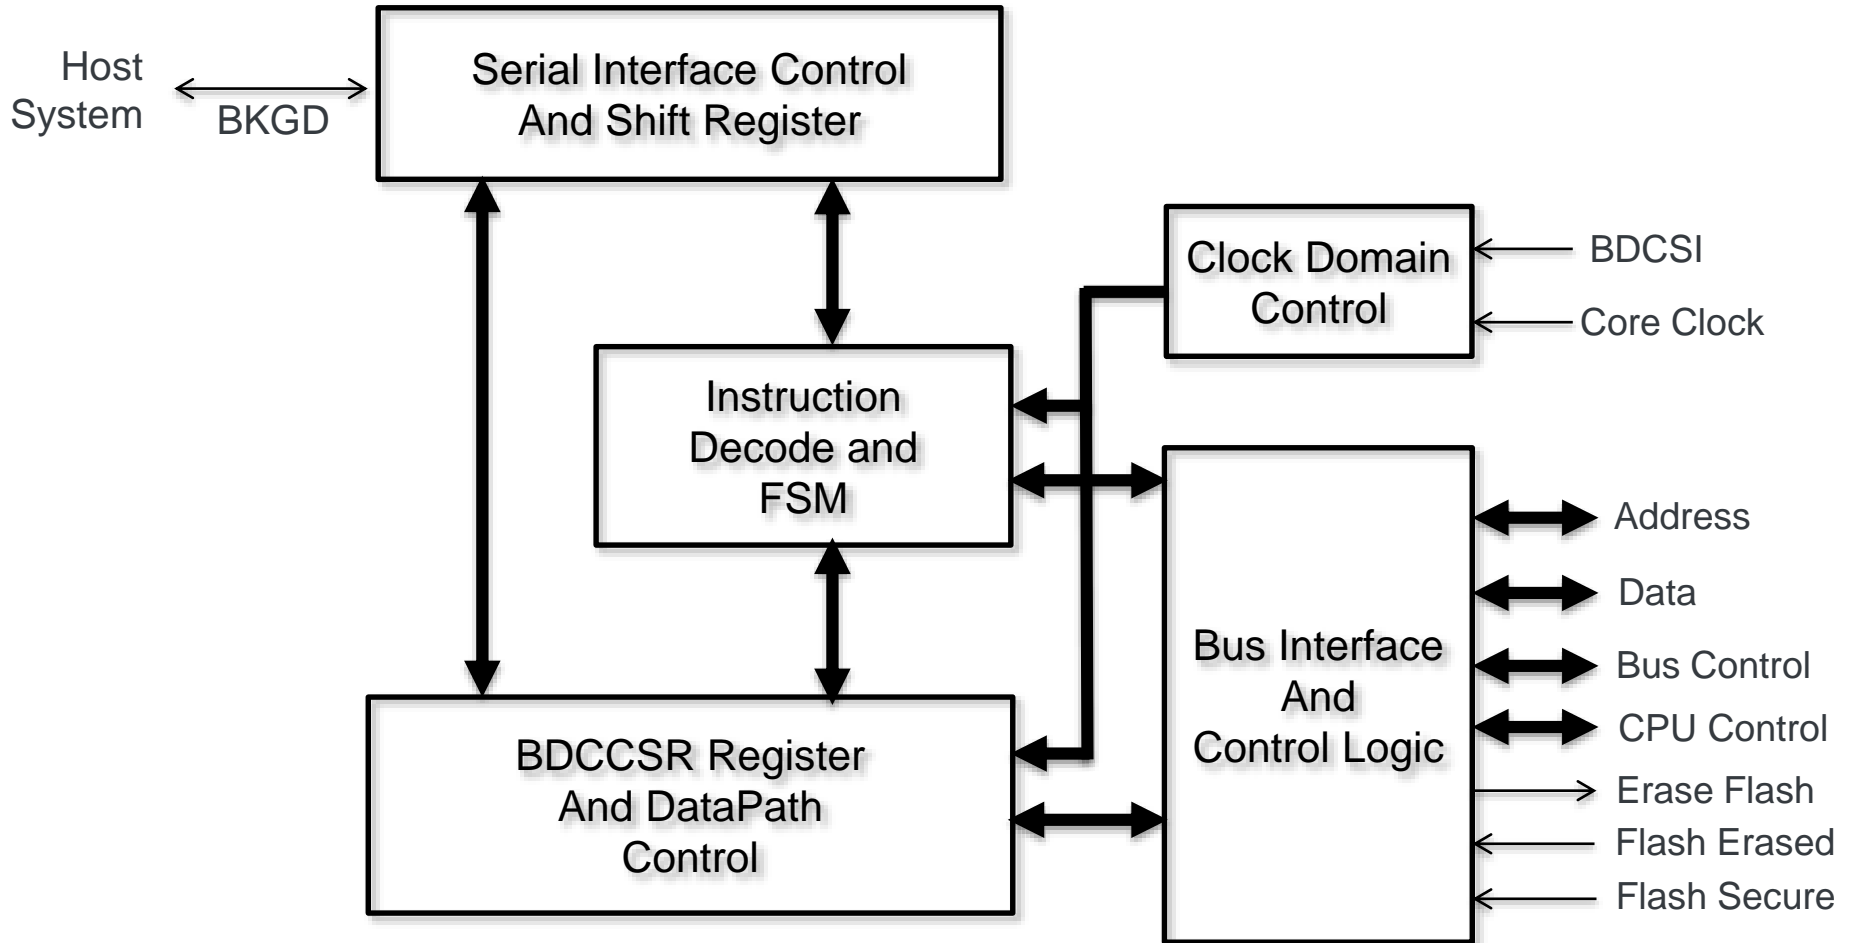 Host
System
BKGD
Serial Interface Control
And Shift Register
Clock Domain
Control
BDCSI
Core Clock
Instruction
Decode and
FSM
Bus Interface
And
Control Logic
Address
Data
Bus Control
CPU Control
Erase Flash
Flash Erased
Flash Secure
BDCCSR Register
And DataPath
Control